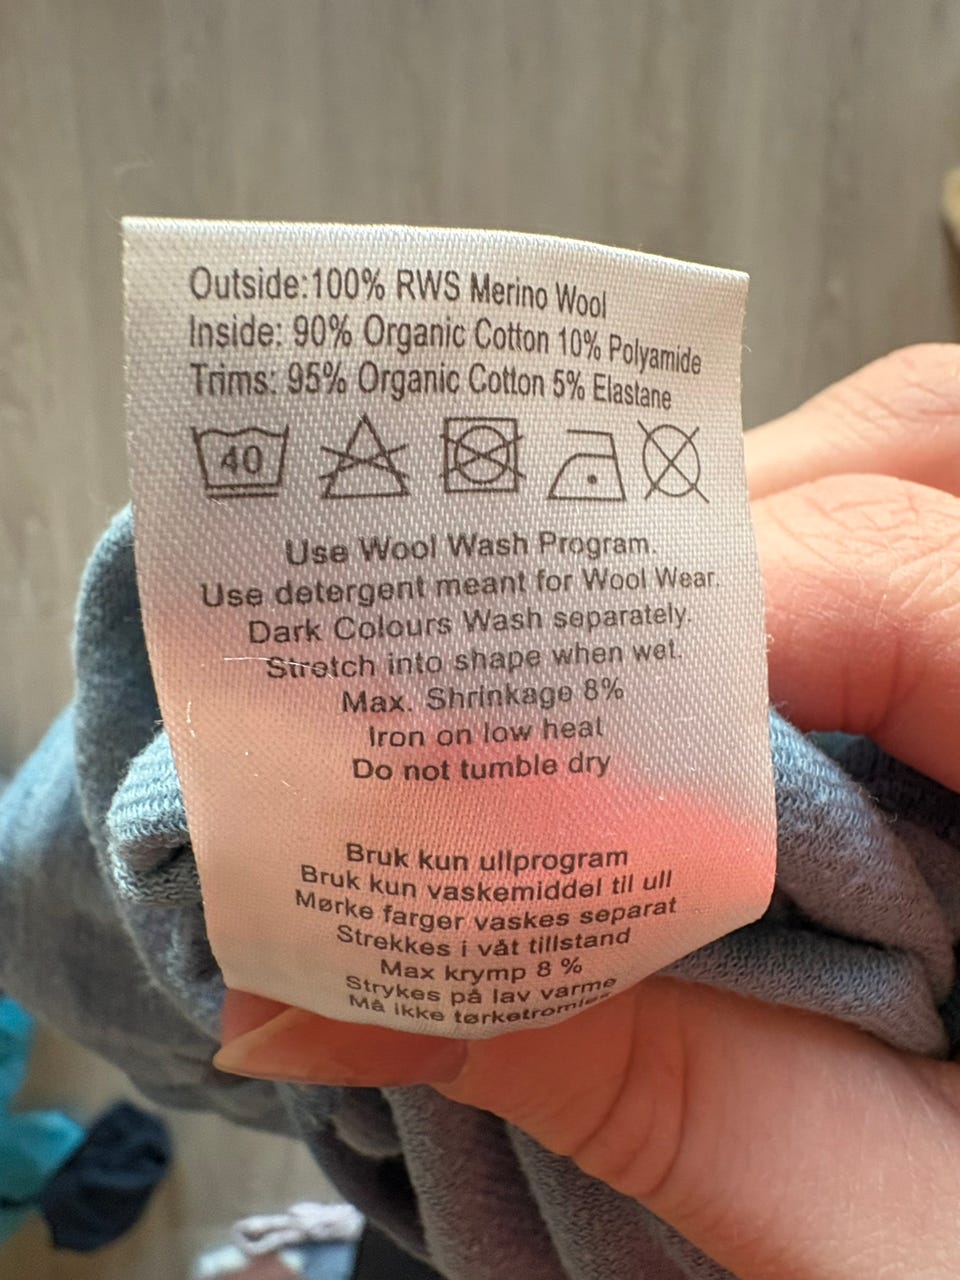 Outside:100% RWS Merino Wool
Inside: 90% Organic Cotton 10% Polyamide
Trims: 95% Organic Cotton 5% Elastane
40
Use Wool Wash Program.
Use detergent meant for Wool Wear.
Dark Colours Wash separately.
Stretch into shape when wet.
Max. Shrinkage 8%
Iron on low heat
Do not tumble dry
Bruk kun ullprogram
Bruk kun vaskemiddel til ull
Mørke farger vaskes separat
Strekkes i våt tilstand
Max krymp 8 %
Strykes på lav varme
Må ikke